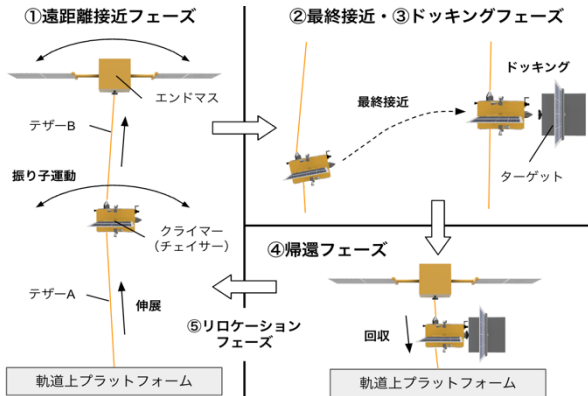 ①遠距離接近フェーズ
エンドマス
テザーB
振り子運動
クライマー
（チェイサー）
テザーA
伸展
軌道上プラットフォーム
②最終接近・③ドッキングフェーズ
ドッキング
最終接近
ターゲット
④帰還フェーズ
回収
軌道上プラットフォーム
⑤リロケーション
フェーズ